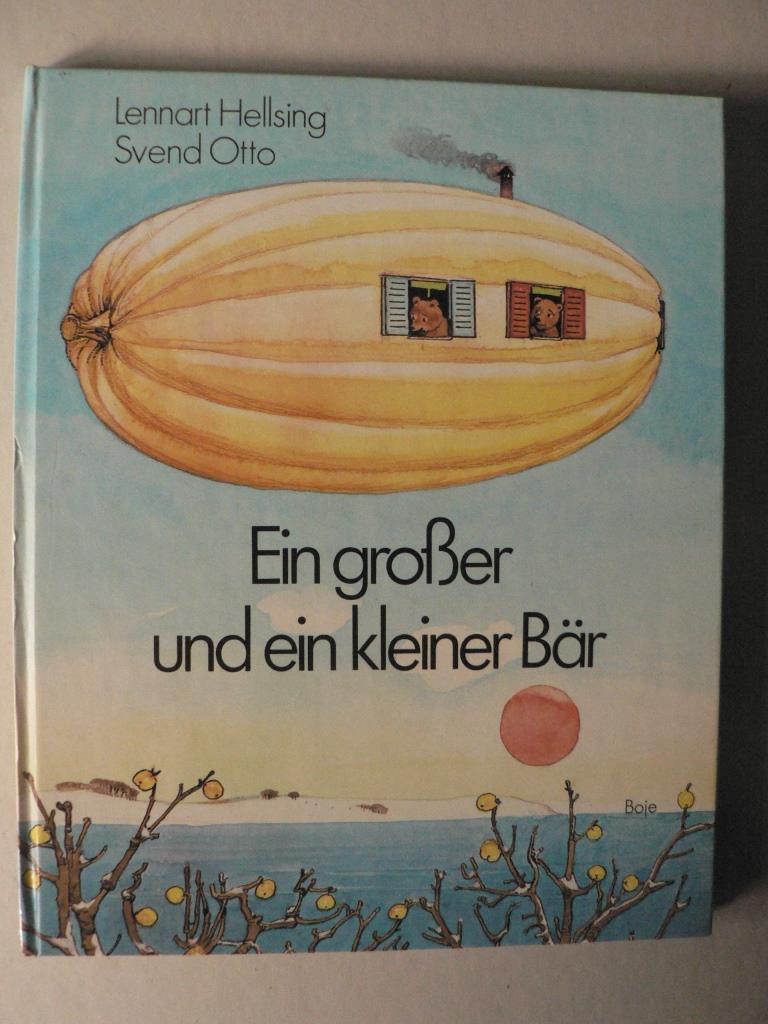 Lennart Hellsing
Svend Otto
Ein großer
und ein kleiner Bär
Boje